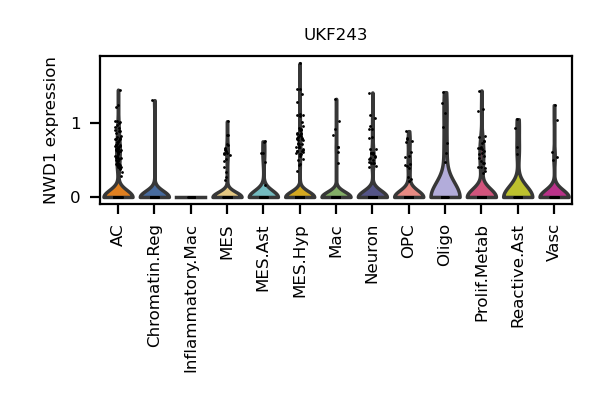 UKF243
NWD1 expression
1
0
AC
Chromatin.Reg
Inflammatory.Mac
MES
MES.Ast
MES.Hyp
Mac
Neuron
OPC
Oligo
Prolif.Metab
Reactive.Ast
Vasc